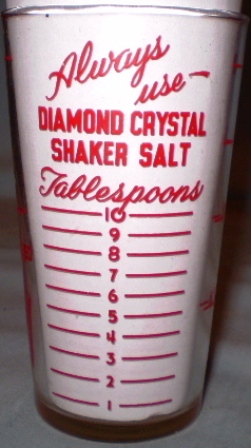 Always
use
DIAMOND CRYSTAL
SHAKER SALT
Tablespoons
10
9
8
7
6
5
4
3
2
1